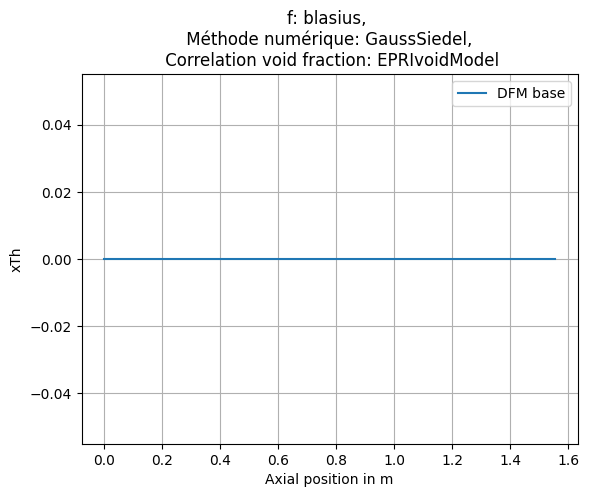 f: blasius,
Méthode numérique: GaussSiedel,
Correlation void fraction: EPRIvoidModel
DFM base
0.04
0.02
0.00
−0.02
−0.04
xTh
0.0 0.2 0.4 0.6 0.8 1.0 1.2 1.4 1.6
Axial position in m